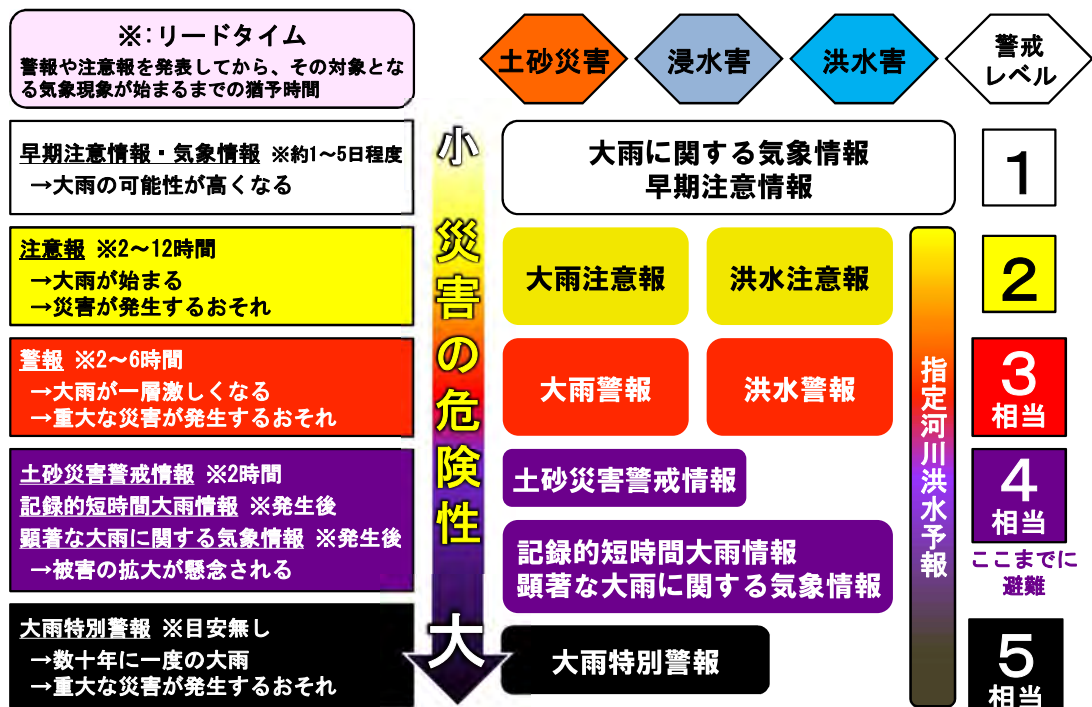 ※：リードタイム
警報や注意報を発表してから、その対象とな
る気象現象が始まるまでの猶予時間
土砂災害
浸水害
洪水害
警戒
レベル
早期注意情報・気象情報 ※約1～5日程度
→大雨の可能性が高くなる
注意報 ※2～12時間
→大雨が始まる
→災害が発生するおそれ
警報 ※2～6時間
→大雨が一層激しくなる
→重大な災害が発生するおそれ
土砂災害警戒情報 ※2時間
記録的短時間大雨情報 ※発生後
顕著な大雨に関する気象情報 ※発生後
→被害の拡大が懸念される
大雨特別警報 ※目安無し
→数十年に一度の大雨
→重大な災害が発生するおそれ
小
災害の危険性
大
大雨に関する気象情報
早期注意情報
大雨注意報
洪水注意報
大雨警報
洪水警報
土砂災害警戒情報
記録的短時間大雨情報
顕著な大雨に関する気象情報
大雨特別警報
指定河川洪水予報
1
2
3
相当
4
相当
ここまでに
避難
5
相当